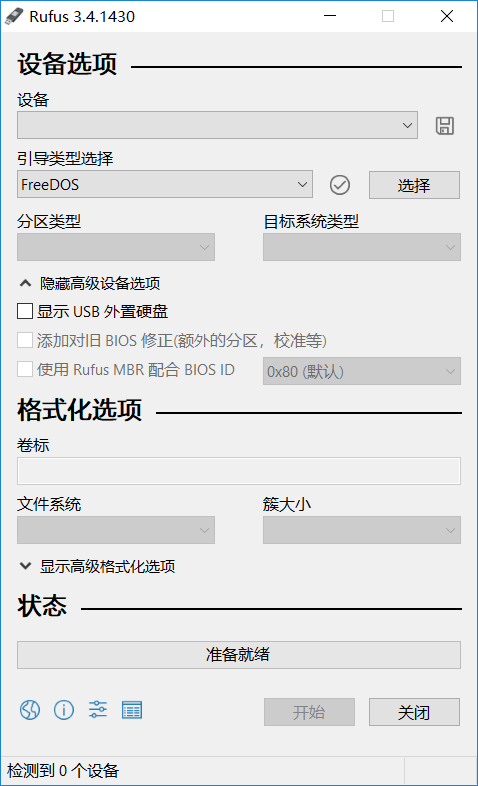 Rufus 3.4.1430
设备选项
设备
引导类型选择
FreeDOS
选择
分区类型
目标系统类型
隐藏高级设备选项
显示 USB 外置硬盘
添加对旧 BIOS 修正(额外的分区，校准等)
使用 Rufus MBR 配合 BIOS ID
0x80 (默认)
格式化选项
卷标
文件系统
簇大小
显示高级格式化选项
状态
准备就绪
开始
关闭
检测到 0 个设备